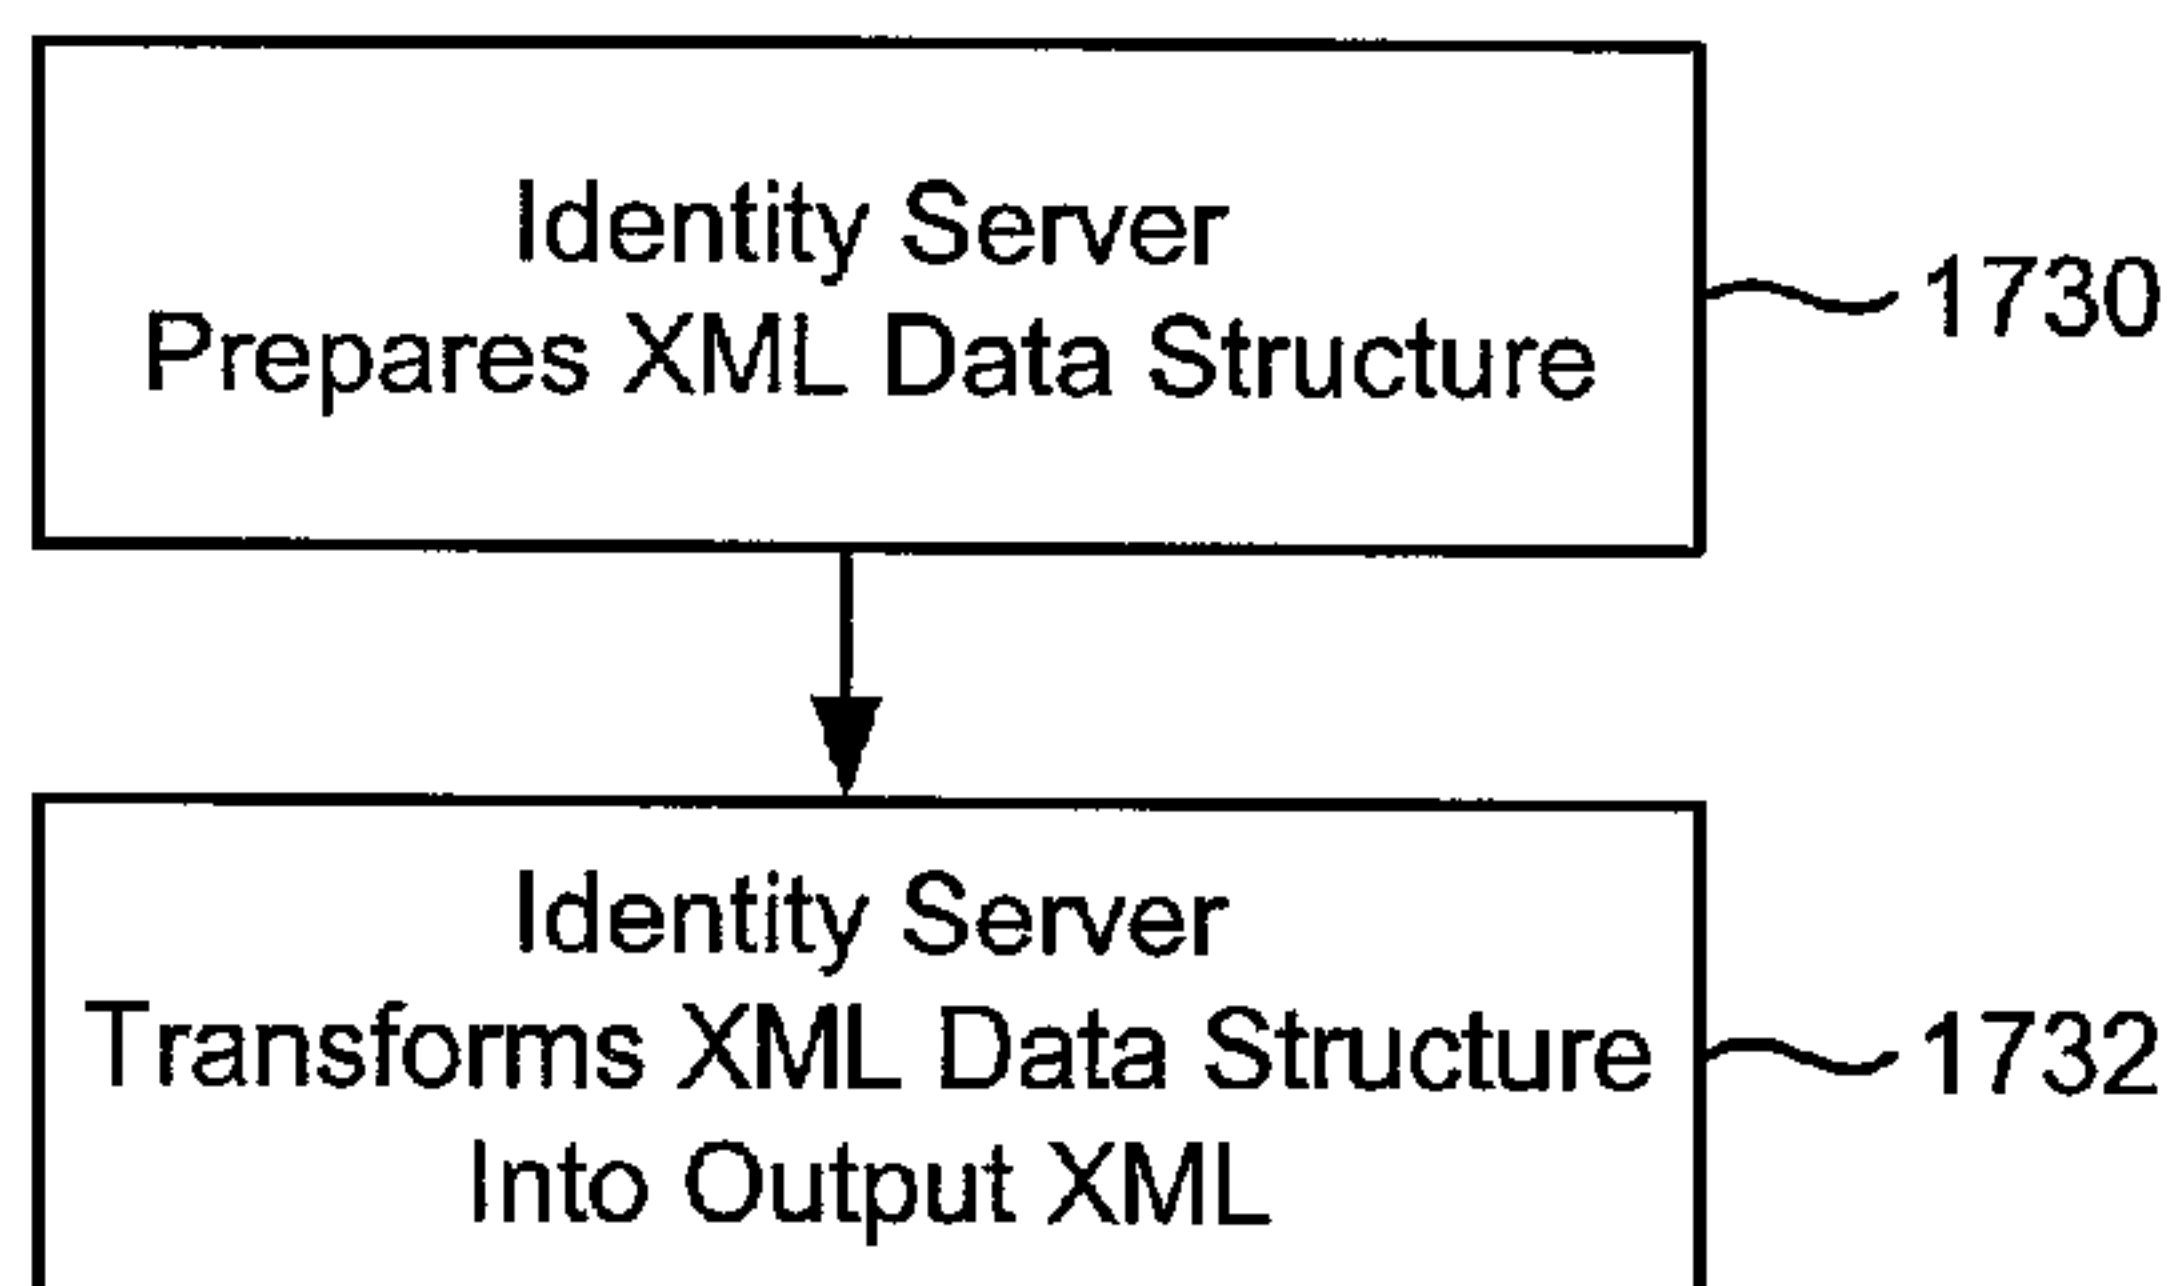 Identity Server
Prepares XML Data Structure
1730
Identity Server
Transforms XML Data Structure
Into Output XML
1732